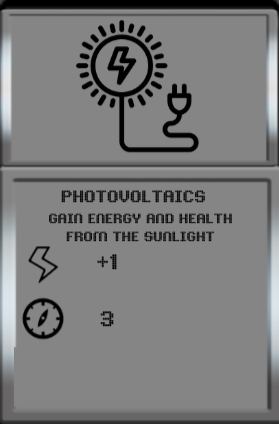 PHOTOVOLTAICS
GAIN ENERGY AND HEALTH
FROM THE SUNLIGHT
+1
3